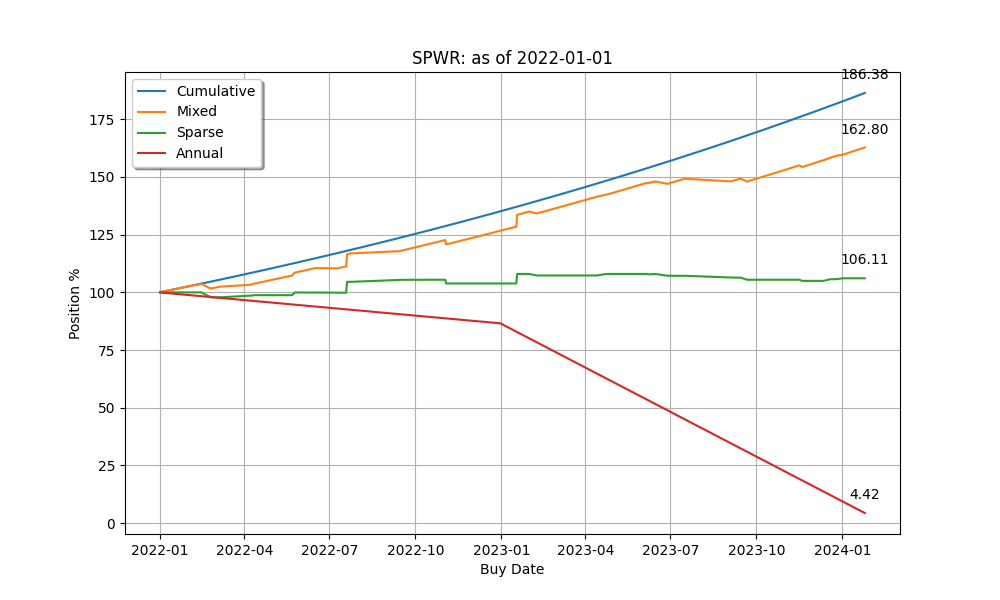 SPWR: as of 2022-01-01
Cumulative
Mixed
Sparse
Annual
186.38
162.80
106.11
4.42
Position %
175
150
125
100
75
50
25
0
2022-01 2022-04 2022-07 2022-10 2023-01 2023-04 2023-07 2023-10 2024-01
Buy Date